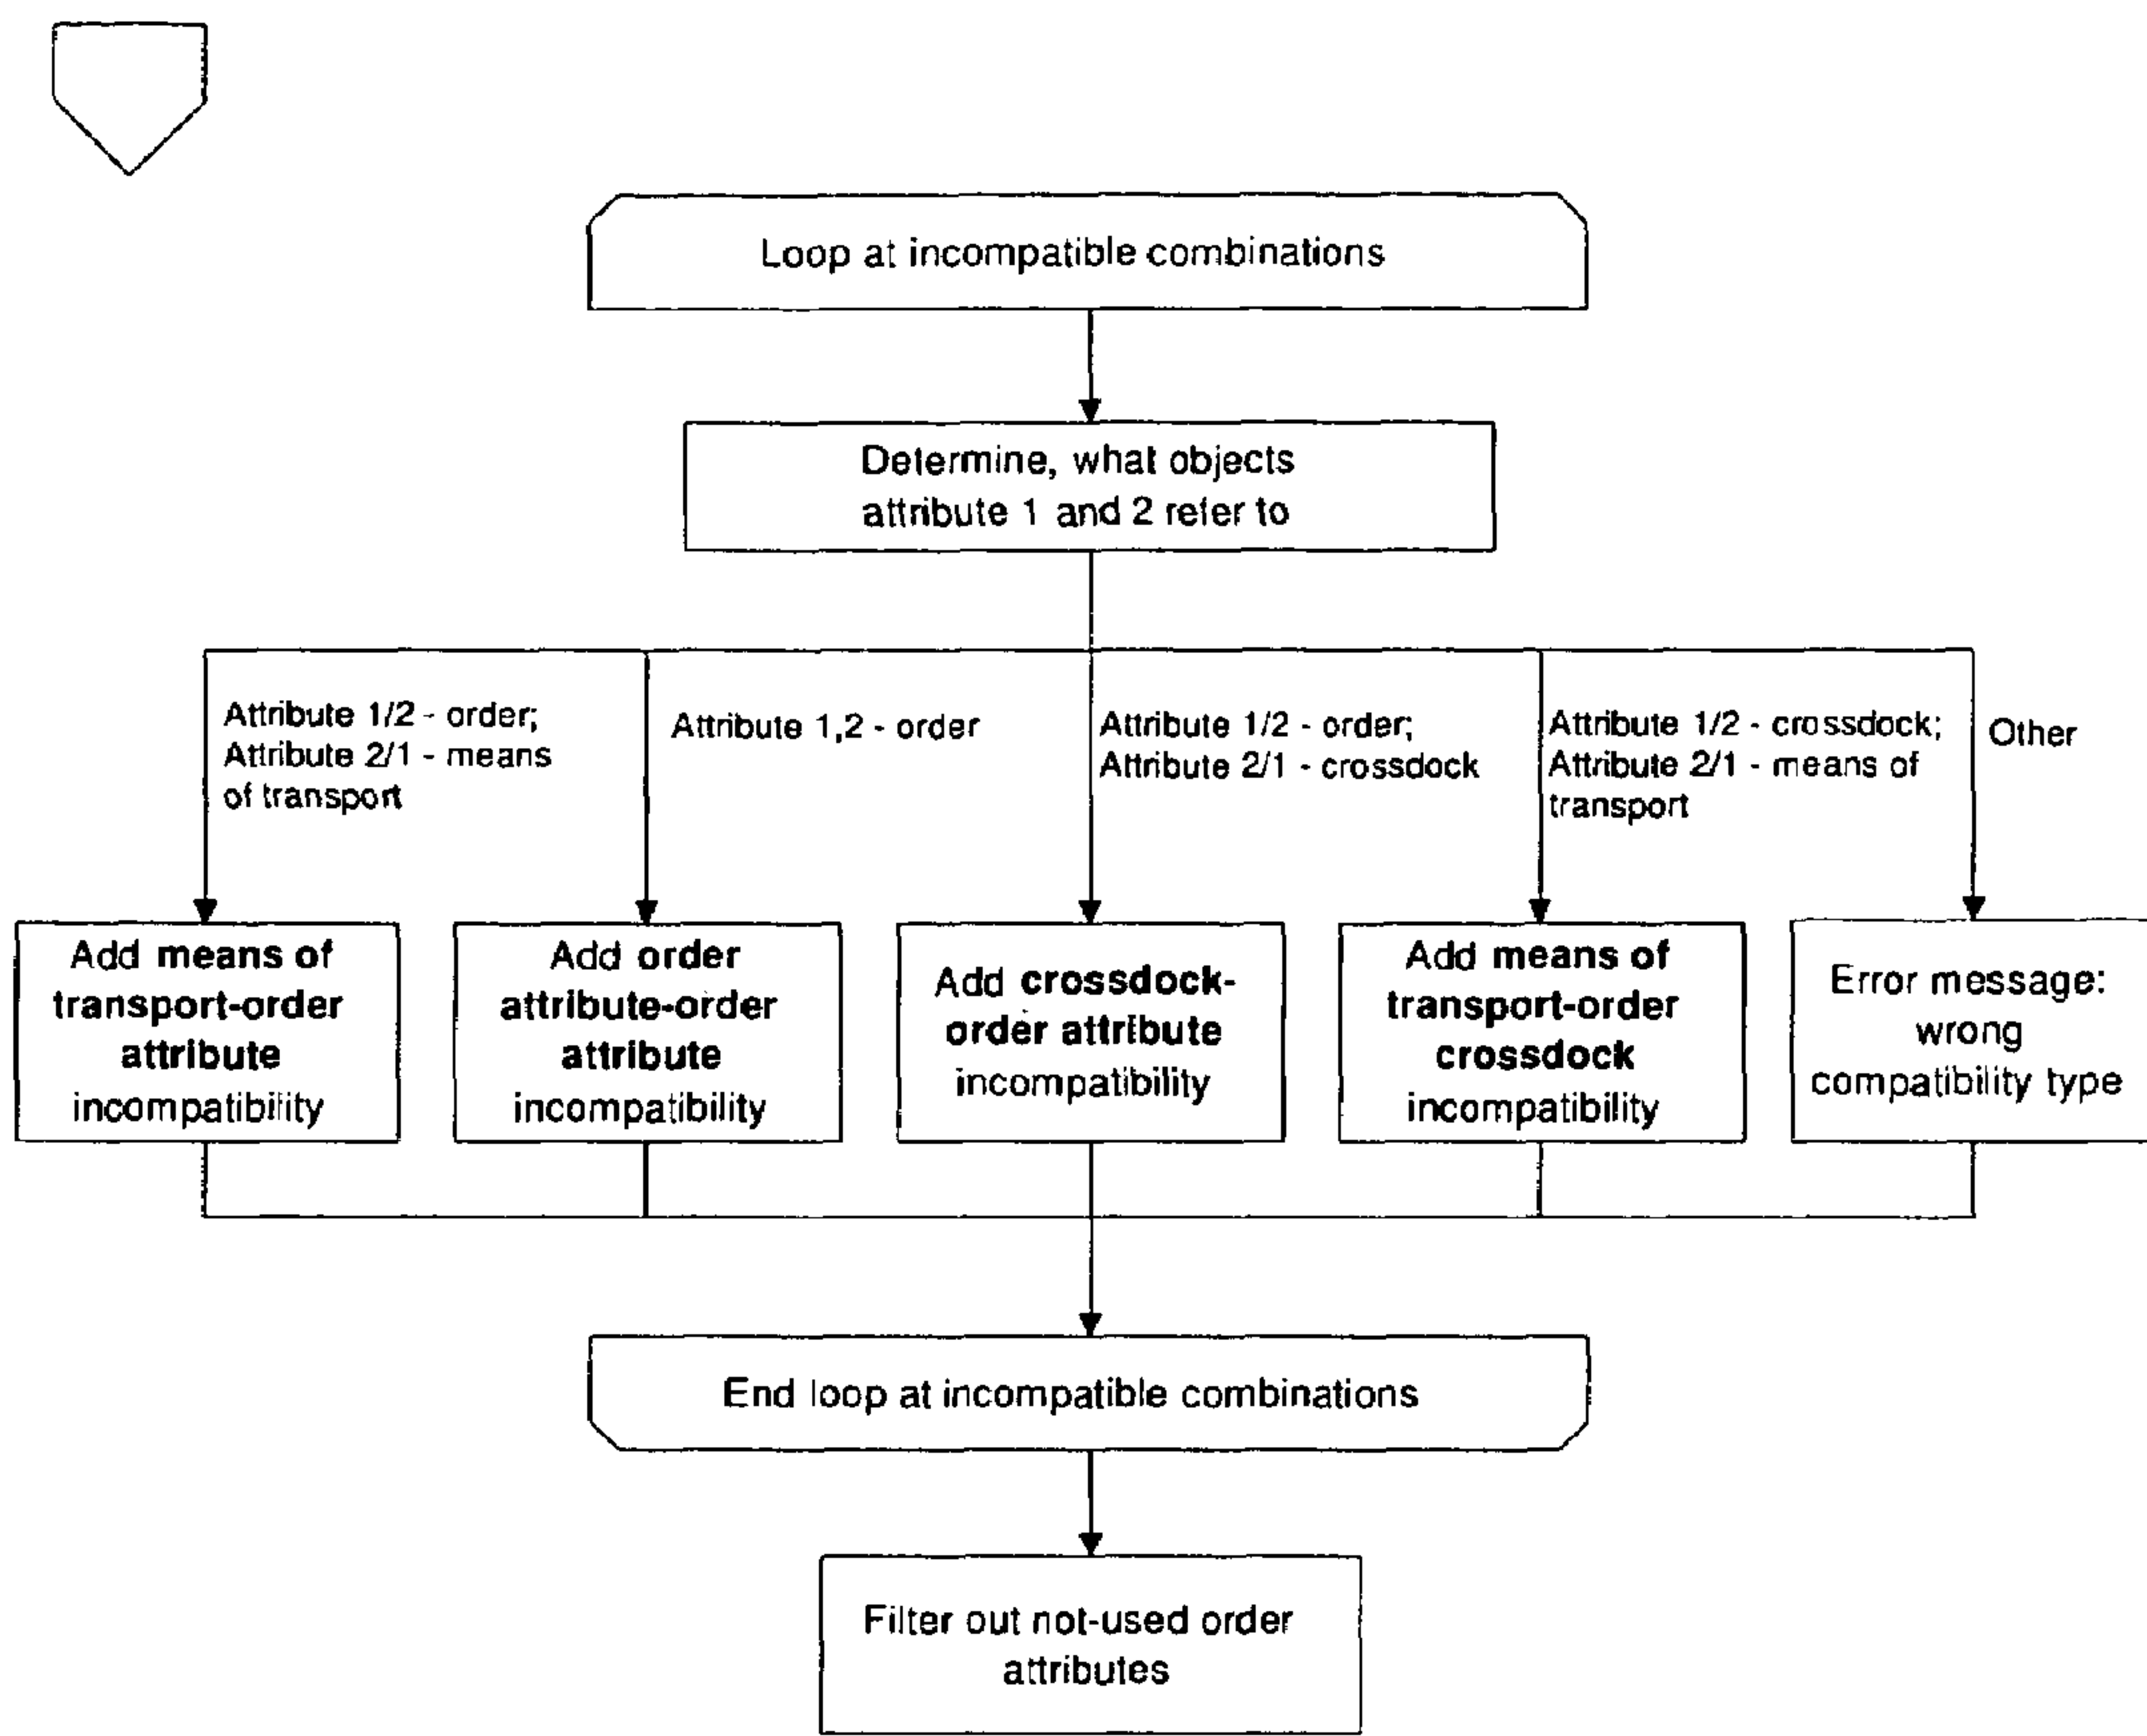 Loop at incompatible combinations
Determine, what objects
attribute 1 and 2 refer to
Attribute 1/2 - order;
Attribute 2/1 - means
of transport
Attribute 1,2 - order
Attribute 1/2 - order;
Attribute 2/1 - crossdock
Attribute 1/2 - crossdock;
Attribute 2/1 - means of
transport
Other
Add means of
transport-order
attribute
incompatibility
Add order
attribute-order
attribute
incompatibility
Add crossdock-
order attribute
incompatibility
Add means of
transport-order
crossdock
incompatibility
Error message:
wrong
compatibility type
End loop at incompatible combinations
Filter out not-used order
attributes